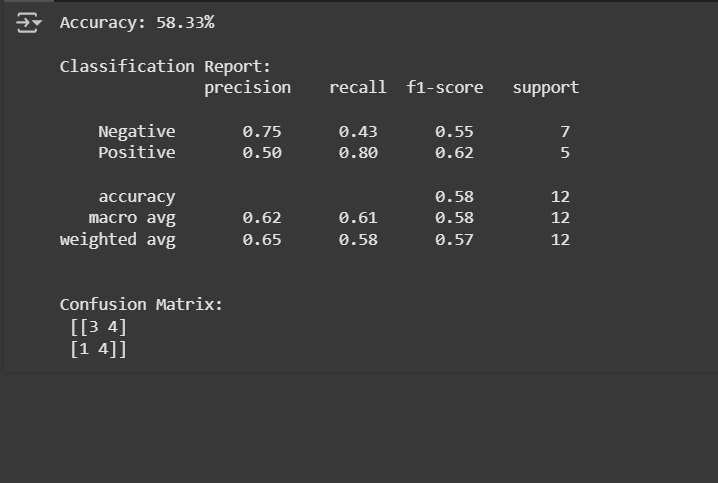 Accuracy: 58.33%
Classification Report:
precision recall f1-score support
Negative 0.75 0.43 0.55 7
Positive 0.50 0.80 0.62 5
accuracy 0.58 12
macro avg 0.62 0.61 0.58 12
weighted avg 0.65 0.58 0.57 12
Confusion Matrix:
[[3 4]
[1 4]]